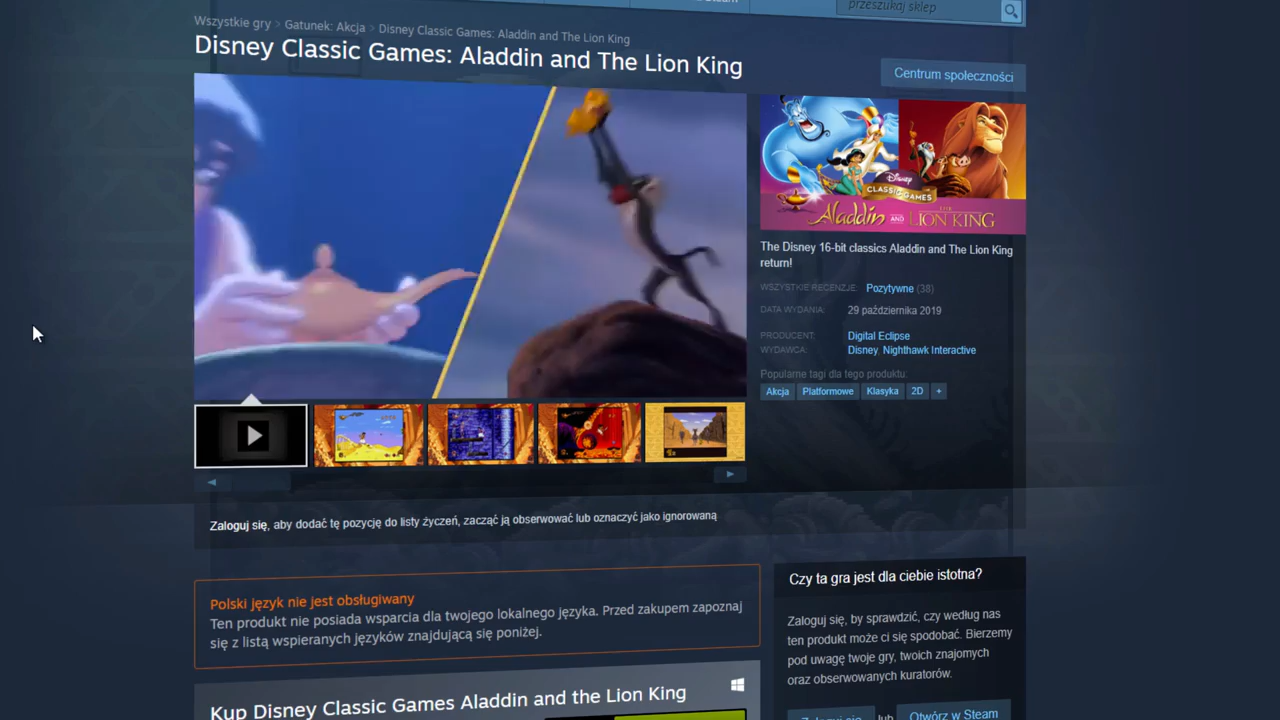 przeszukaj sklep
Wszystkie gry > Gatunek: Akcja > Disney Classic Games: Aladdin and The Lion King
Disney Classic Games: Aladdin and The Lion King
Centrum społeczności
Disney
CLASSIC GAMES
Aladdin AND THE LION KING
The Disney 16-bit classics Aladdin and The Lion King
return!
WSZYSTKIE RECENZJE: Pozytywne (38)
DATA WYDANIA: 29 października 2019
PRODUCENT: Digital Eclipse
WYDAWCA: Disney, Nighthawk Interactive
Popularne tagi dla tego produktu:
Akcja Platformowe Klasyka 2D +
Zaloguj się, aby dodać tę pozycję do listy życzeń, zacząć ją obserwować lub oznaczyć jako ignorowaną
Polski język nie jest obsługiwany
Ten produkt nie posiada wsparcia dla twojego lokalnego języka. Przed zakupem zapoznaj
się z listą wspieranych języków znajdującą się poniżej.
Czy ta gra jest dla ciebie istotna?
Zaloguj się, by sprawdzić, czy według nas
ten produkt może ci się spodobać. Bierzemy
pod uwagę twoje gry, twoich znajomych
oraz obserwowanych kuratorów.
Zaloguj się lub Otwórz w Steam
Kup Disney Classic Games Aladdin and the Lion King